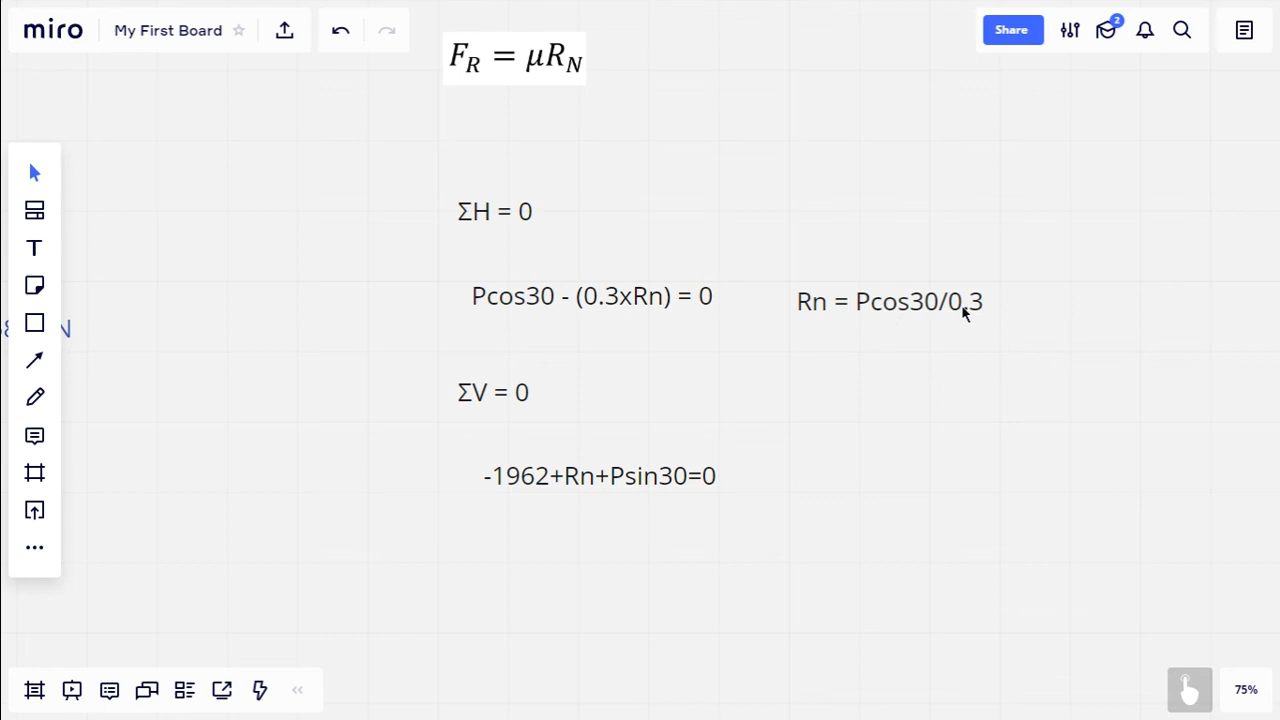 miro
My First Board
Share
2
F_R = μR_N
ΣH = 0
Pcos30 - (0.3xRn) = 0
Rn = Pcos30/0.3
N
ΣV = 0
-1962+Rn+Psin30=0
75%